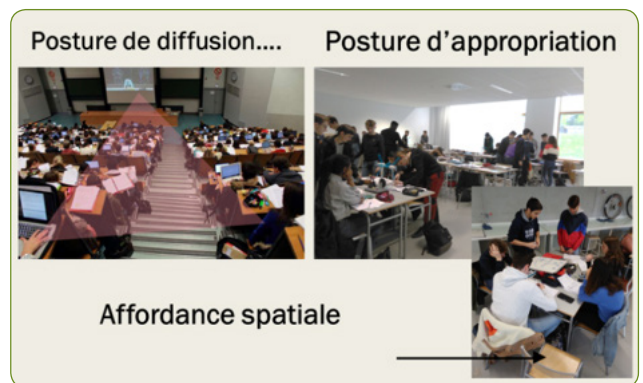 Posture de diffusion....
Posture d’appropriation
Affordance spatiale